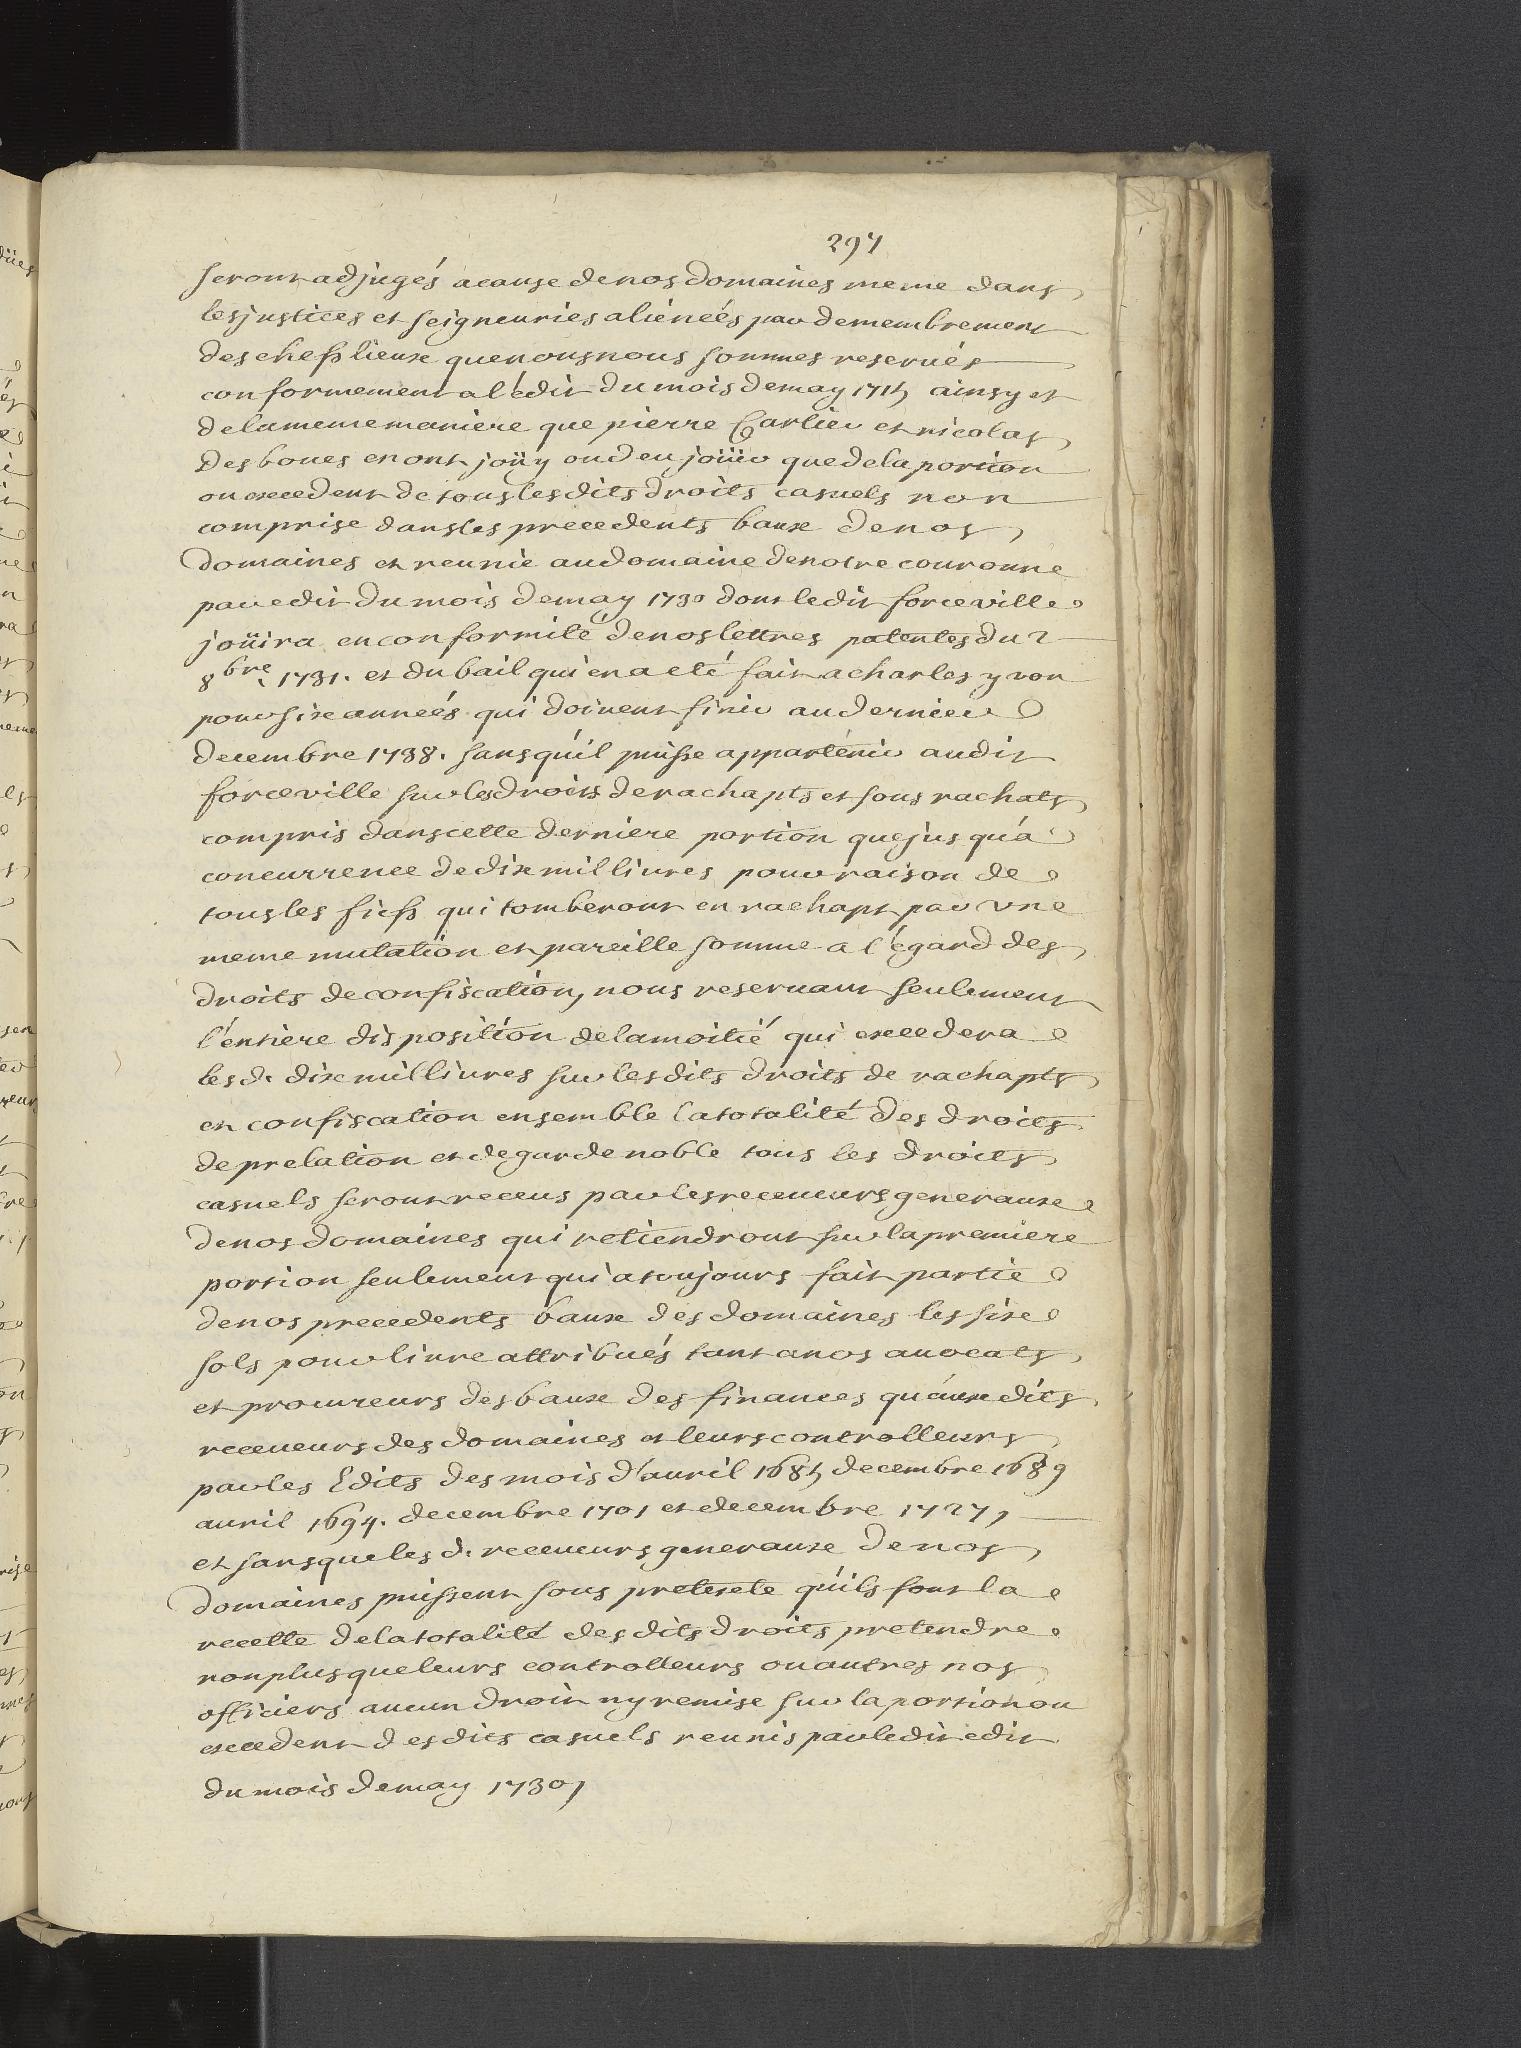 297
seront adjugés a cause de nos domaines meme dans
les justices et seigneuries alienéés par demembrement
des chefs lieux que nous nous sommes reservés
conformement a l'édit du mois de may 1715 ainsy et
de la meme maniere que pierre Carlier et nicolas
des boues en ont joüy ou deu joüir que de la portion
ou excedent de tous les dits droits casuels non
comprise dans les precedents baux de nos
domaines et reunie au domaine de notre couronne
par edit du mois de may 1730 dont ledit forceville
joüira en conformité de nos lettres patentes du 2
8bre. 1731. et du bail qui en a eté fait a charles yvon
pour six annéés qui doivent finir au dernier
decembre 1738. sans qu'il puisse apparténir audit
forceville sur les droits de rachapts et sous rachats
compris dans cette derniere portion que jusqu'a
concurrence de dix mil livres pour raison de
tous les fiefs qui tomberont en rachapt par une
meme mutation et pareille somme a l'égard des
droits de confiscation, nous reservant seulement
l'entière disposition de la moitié qui excedera
les d. dix mil livres sur les dits droits de rachapts
et confiscation ensemble la totalité des droits
de prelation et de garde noble tous les droits
casuels seront receus par les receveurs generaux
de nos domaines qui retiendront sur la premiere
portion seulement qui a toujours fait partie
de nos precedents baux des domaines les six
sols pour livre attribués tant a nos avocats
et procureurs des baux des finances qu'aux dits
receveurs des domaines et leurs controlleurs
par les Edits des mois d'avril 1685 decembre 1689
avril 1694. decembre 1701 et decembre 1727,
et sans que les d. receveurs generaux de nos
domaines puissent sous pretexte qu'ils font la
recette de la totalité des dits droits pretendre
non plus que leurs controlleurs ou autres nos
officiers aucun droit ny remise sur la portion ou
excedent des dits casuels reunis par ledit edit
du mois de may 1730,